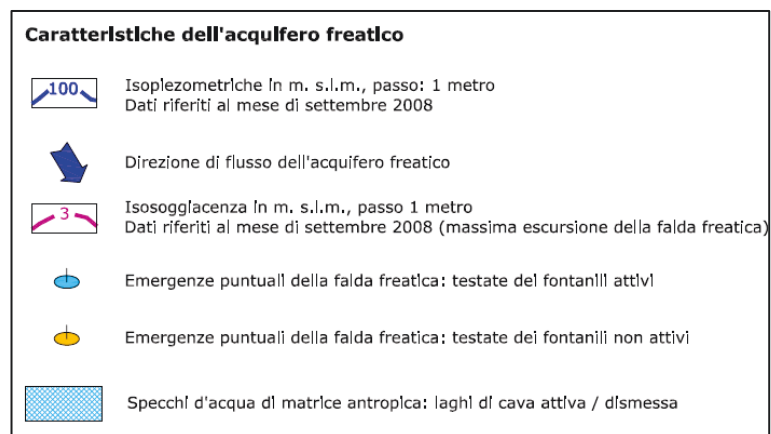 Caratteristiche dell'acquifero freatico
100
Isopiezometriche in m. s.l.m., passo: 1 metro
Dati riferiti al mese di settembre 2008
Direzione di flusso dell'acquifero freatico
3
Isosoggiacenza in m. s.l.m., passo 1 metro
Dati riferiti al mese di settembre 2008 (massima escursione della falda freatica)
Emergenze puntuali della falda freatica: testate dei fontanili attivi
Emergenze puntuali della falda freatica: testate dei fontanili non attivi
Specchi d'acqua di matrice antropica: laghi di cava attiva / dismessa